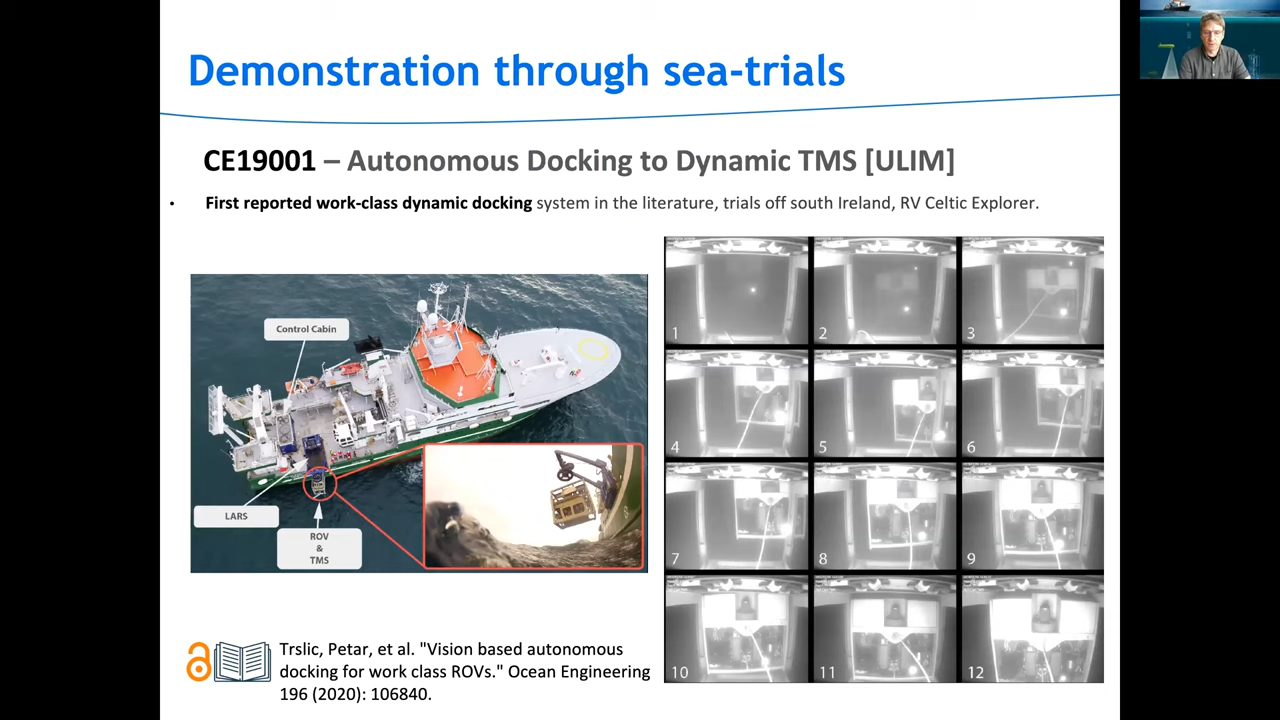 Demonstration through sea-trials
CE19001 – Autonomous Docking to Dynamic TMS [ULIM]
• First reported work-class dynamic docking system in the literature, trials off south Ireland, RV Celtic Explorer.
Control Cabin
LARS
ROV
&
TMS
1
2
3
4
5
6
7
8
9
10
11
12
Trslic, Petar, et al. "Vision based autonomous
docking for work class ROVs." Ocean Engineering
196 (2020): 106840.